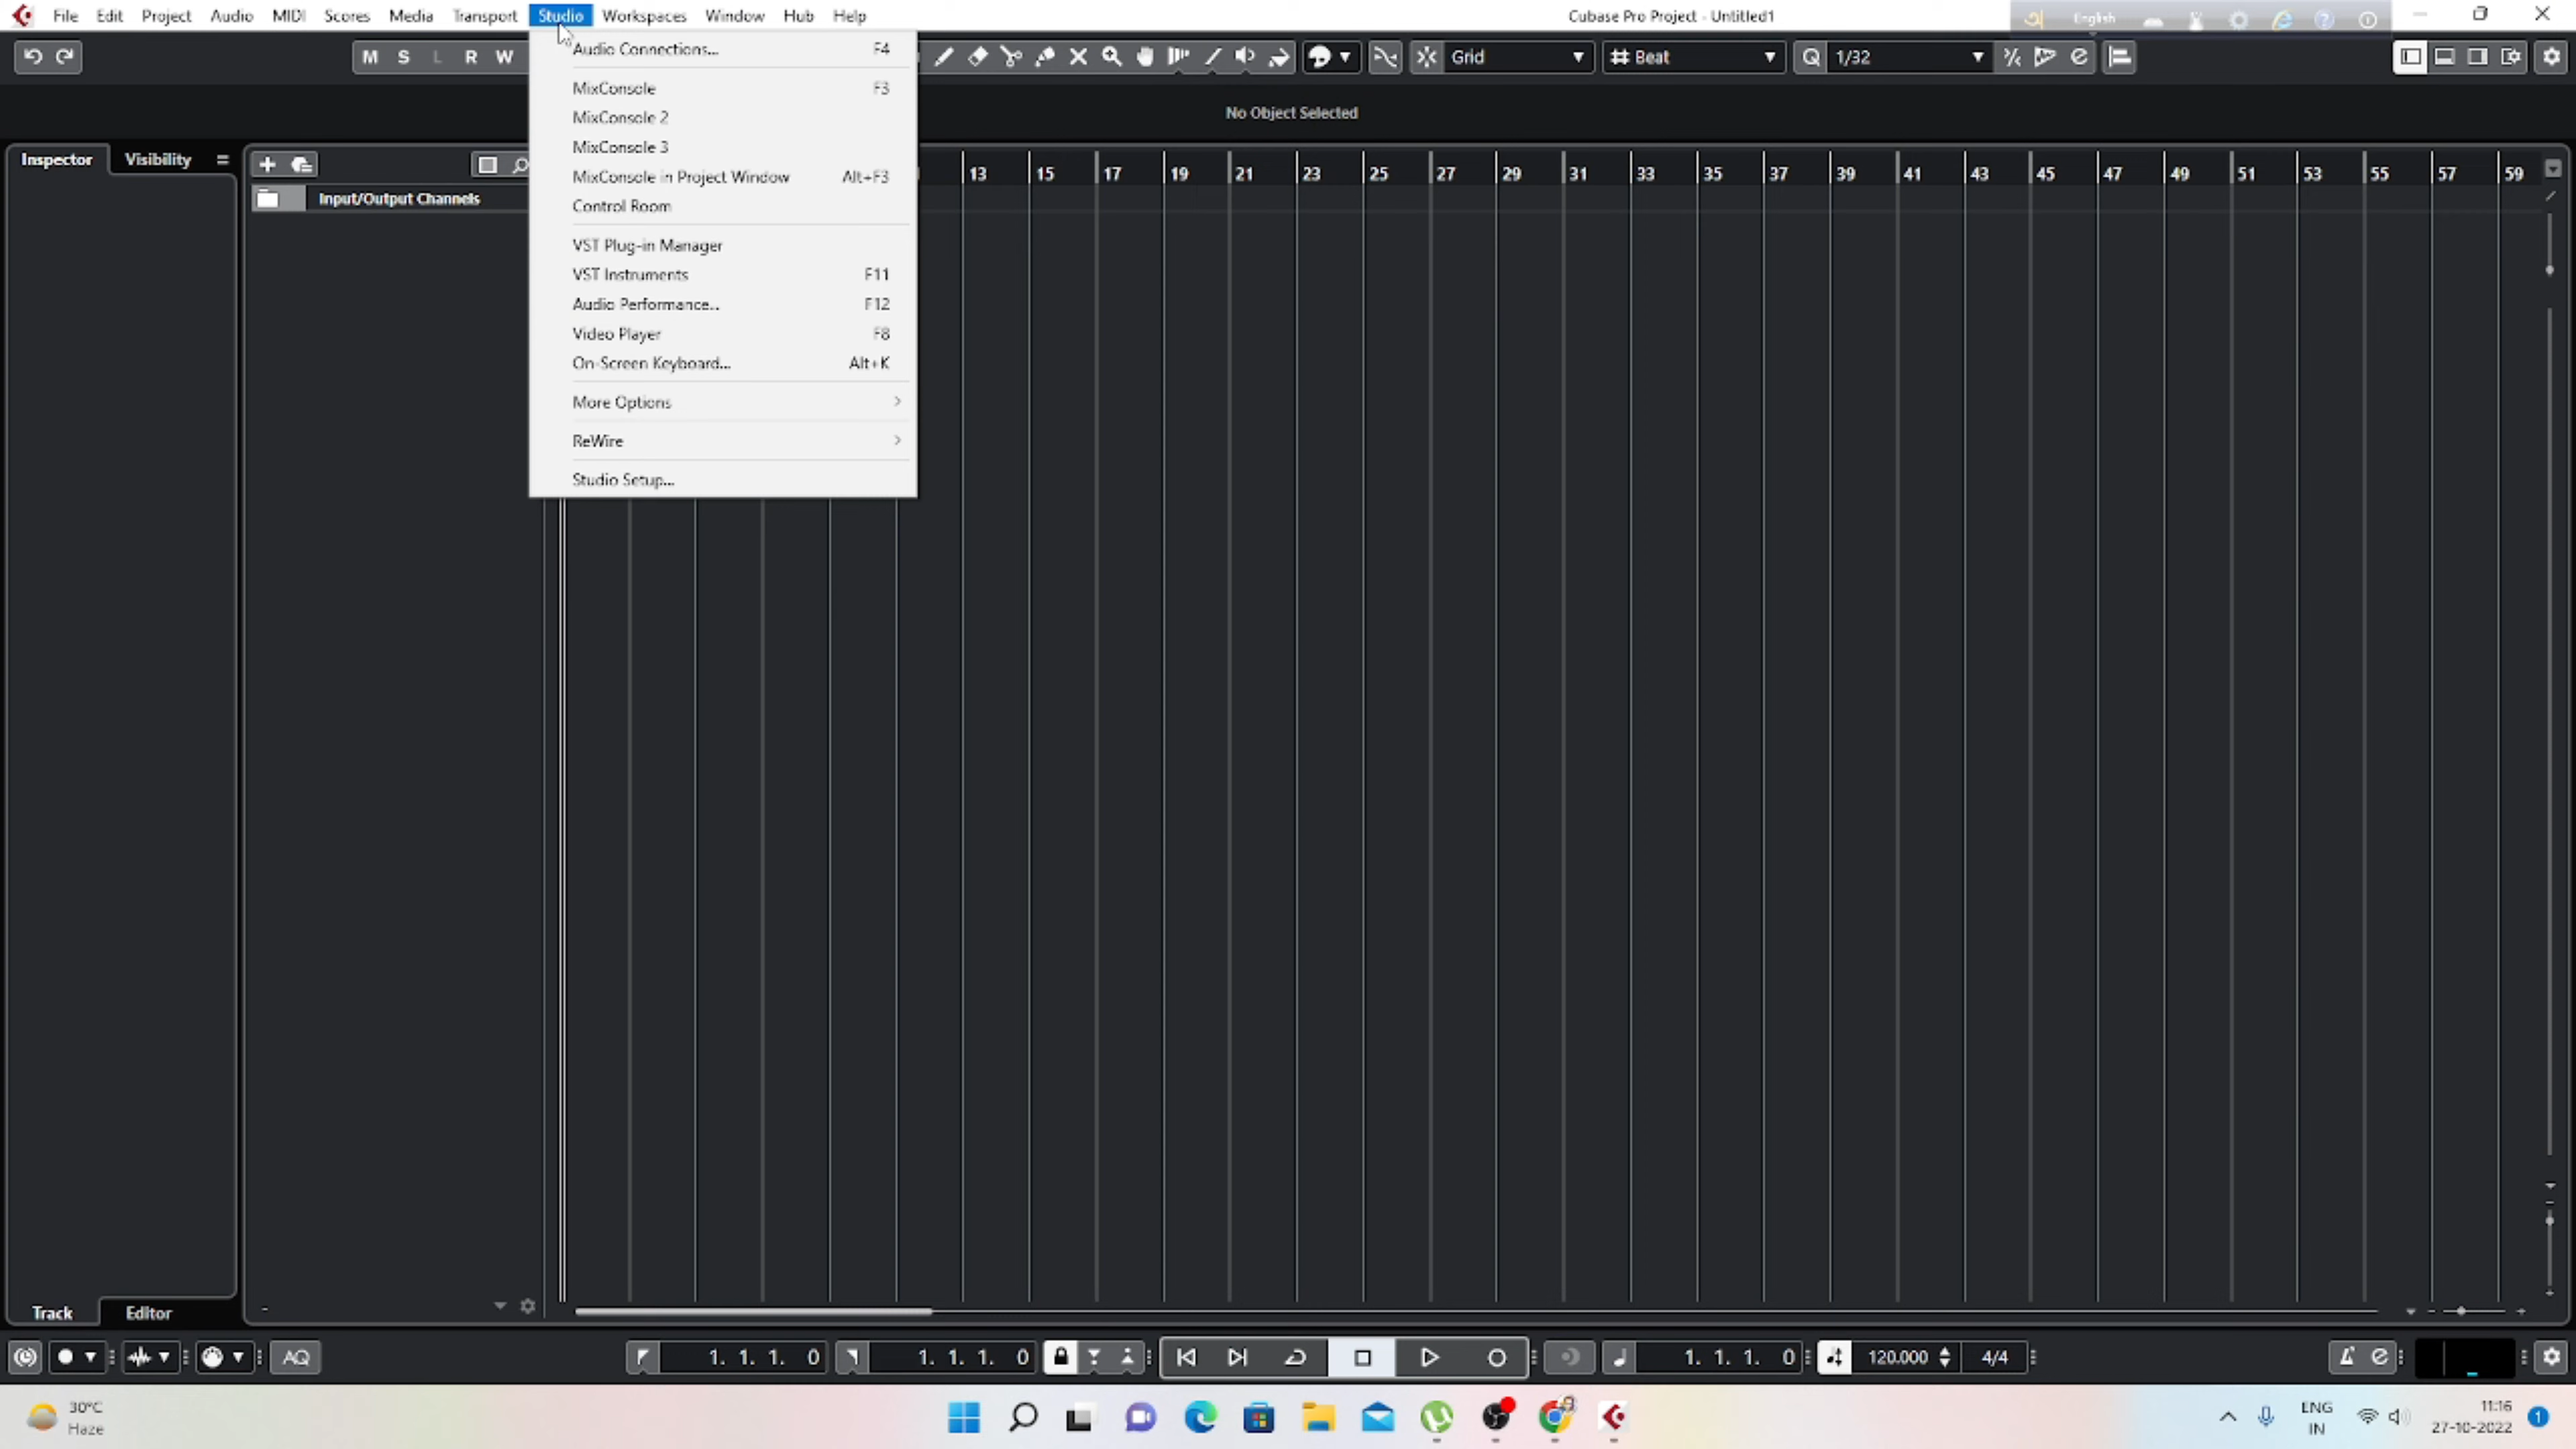 File Edit Project Audio MIDI Scores Media Transport Studio Workspaces Window Hub Help
Cubase Pro Project - Untitled1
English
M S L R W
Grid
Beat
Q 1/32
No Object Selected
Audio Connections... F4
MixConsole F3
MixConsole 2
MixConsole 3
MixConsole in Project Window Alt+F3
Control Room
VST Plug-in Manager
VST Instruments F11
Audio Performance... F12
Video Player F8
On-Screen Keyboard... Alt+K
More Options
ReWire
Studio Setup...
Inspector Visibility
Input/Output Channels
13 15 17 19 21 23 25 27 29 31 33 35 37 39 41 43 45 47 49 51 53 55 57 59
Track Editor
AQ
1. 1. 1. 0
1. 1. 1. 0
1. 1. 1. 0
120.000
4/4
30°C
Haze
ENG
IN
11:16
27-10-2022
1